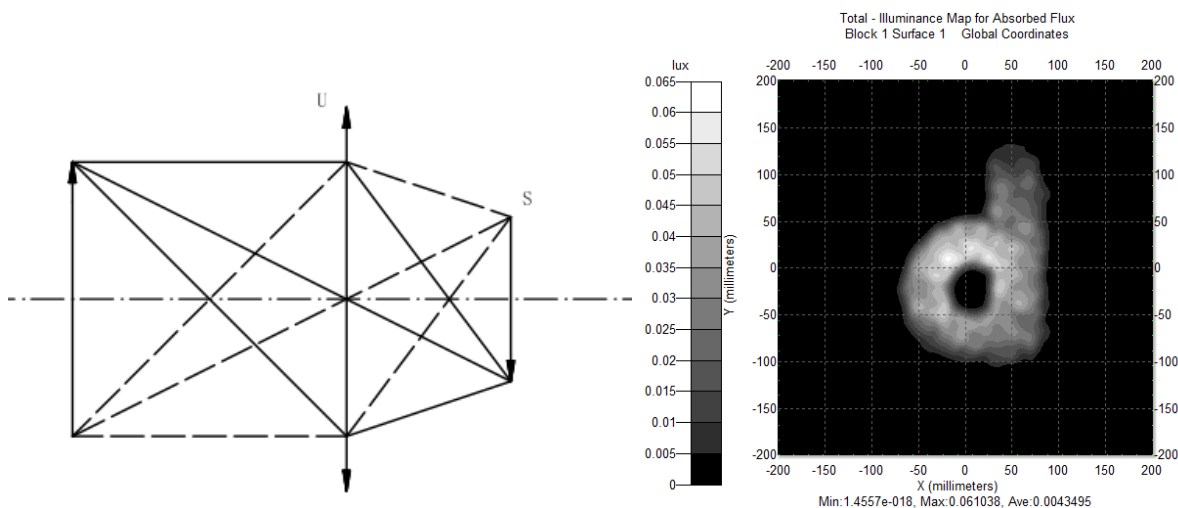 U
S
Total - Illuminance Map for Absorbed Flux
Block 1 Surface 1    Global Coordinates
lux
-200 -150 -100 -50 0 50 100 150 200
0.065
0.06
0.055
0.05
0.045
0.04
0.035
0.03
0.025
0.02
0.015
0.01
0.005
0
Y (millimeters)
200 200
150 150
100 100
50 50
0 0
-50 -50
-100 -100
-150 -150
-200 -200
-200 -150 -100 -50 0 50 100 150 200
X (millimeters)
Min:1.4557e-018, Max:0.061038, Ave:0.0043495